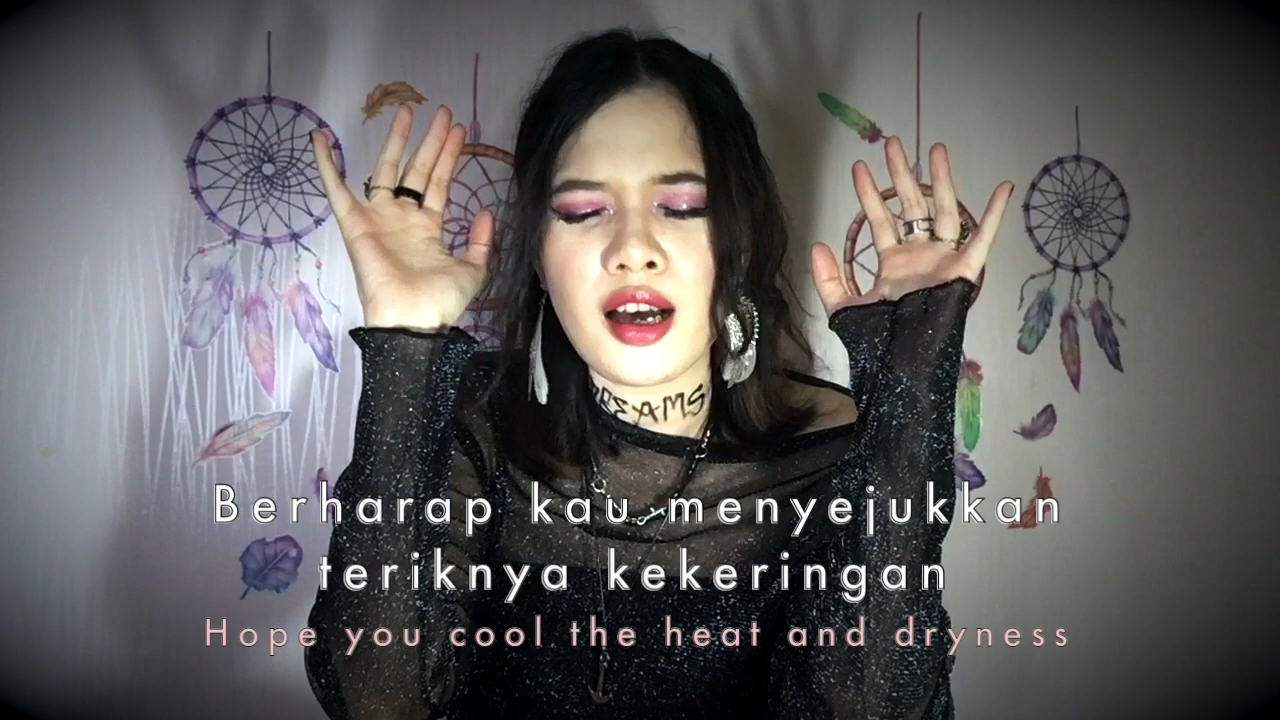 DREAMS
Berharap kau menyejukkan
teriknya kekeringan
Hope you cool the heat and dryness